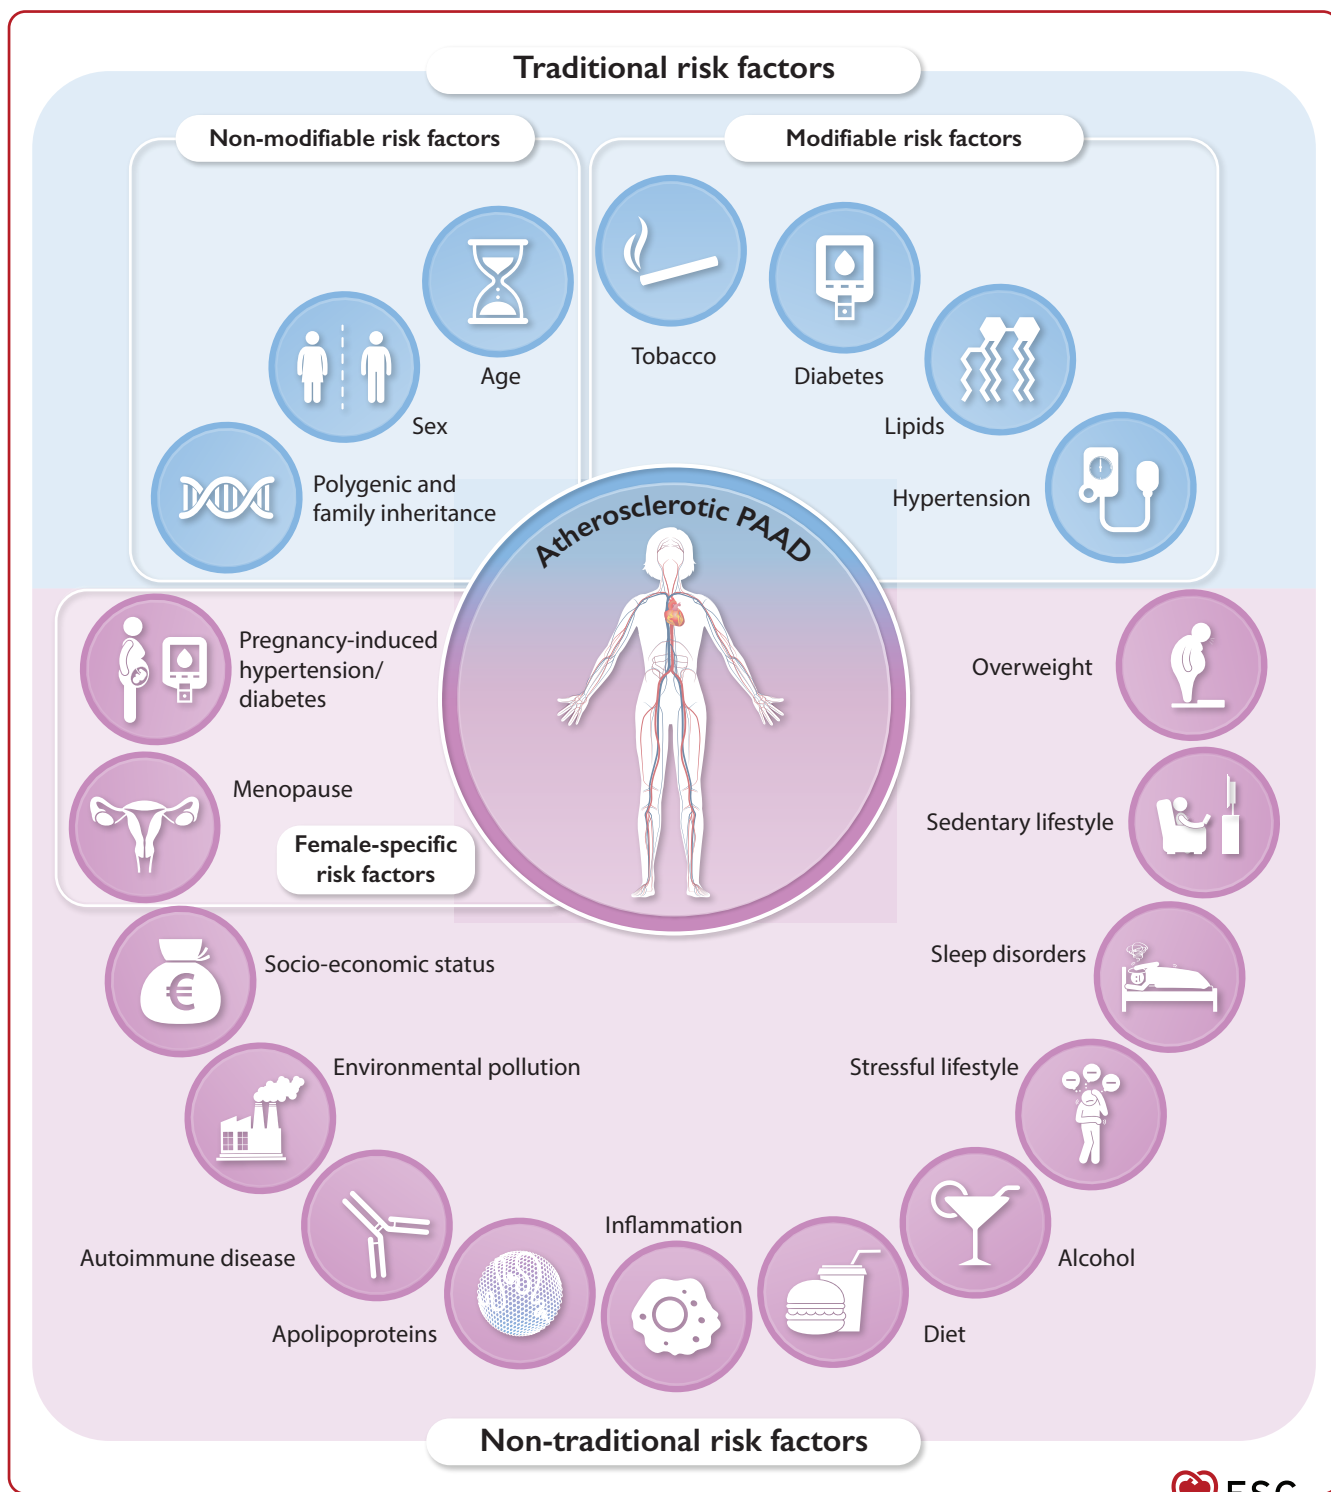 Traditional risk factors
Non-modifiable risk factors
Modifiable risk factors
Age
Sex
Polygenic and
family inheritance
Tobacco
Diabetes
Lipids
Hypertension
Atherosclerotic PAAD
Pregnancy-induced
hypertension/
diabetes
Menopause
Female-specific
risk factors
Socio-economic status
€
Environmental pollution
Autoimmune disease
Apolipoproteins
Inflammation
Diet
Alcohol
Stressful lifestyle
Sleep disorders
Sedentary lifestyle
Overweight
Non-traditional risk factors
ESC